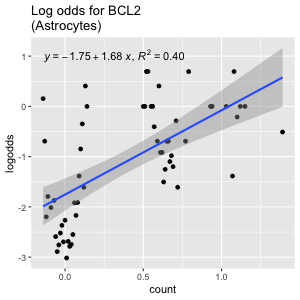 Log odds for BCL2
(Astrocytes)
y = −1.75 + 1.68 x, R² = 0.40
1
0
-1
-2
-3
logodds
0.0 0.5 1.0
count